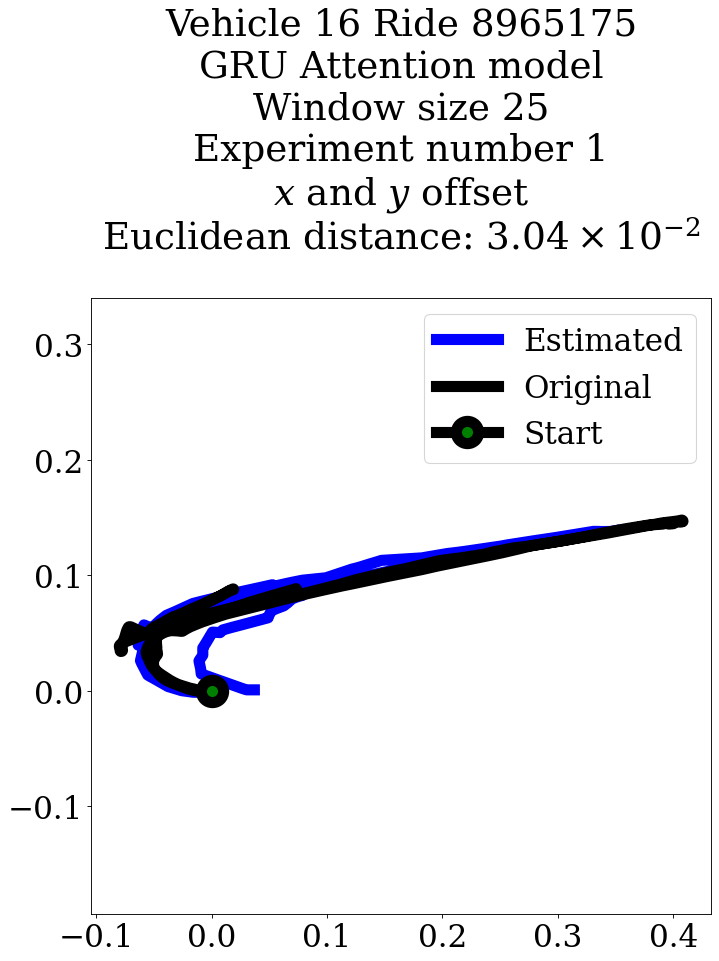 Vehicle 16 Ride 8965175
GRU Attention model
Window size 25
Experiment number 1
x and y offset
Euclidean distance: 3.04 × 10⁻²
Estimated
Original
Start
0.3
0.2
0.1
0.0
−0.1
−0.1 0.0 0.1 0.2 0.3 0.4